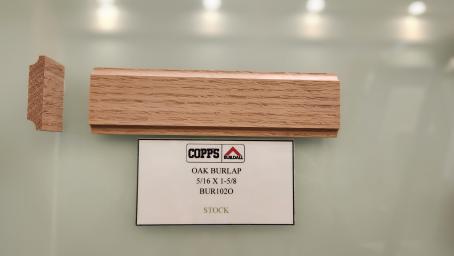 COPPS BUILDALL
OAK BURLAP
5/16 X 1-5/8
BUR102O
STOCK